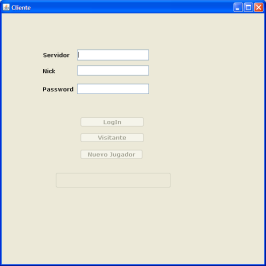 Cliente
Servidor
Nick
Password
LogIn
Visitante
Nuevo Jugador